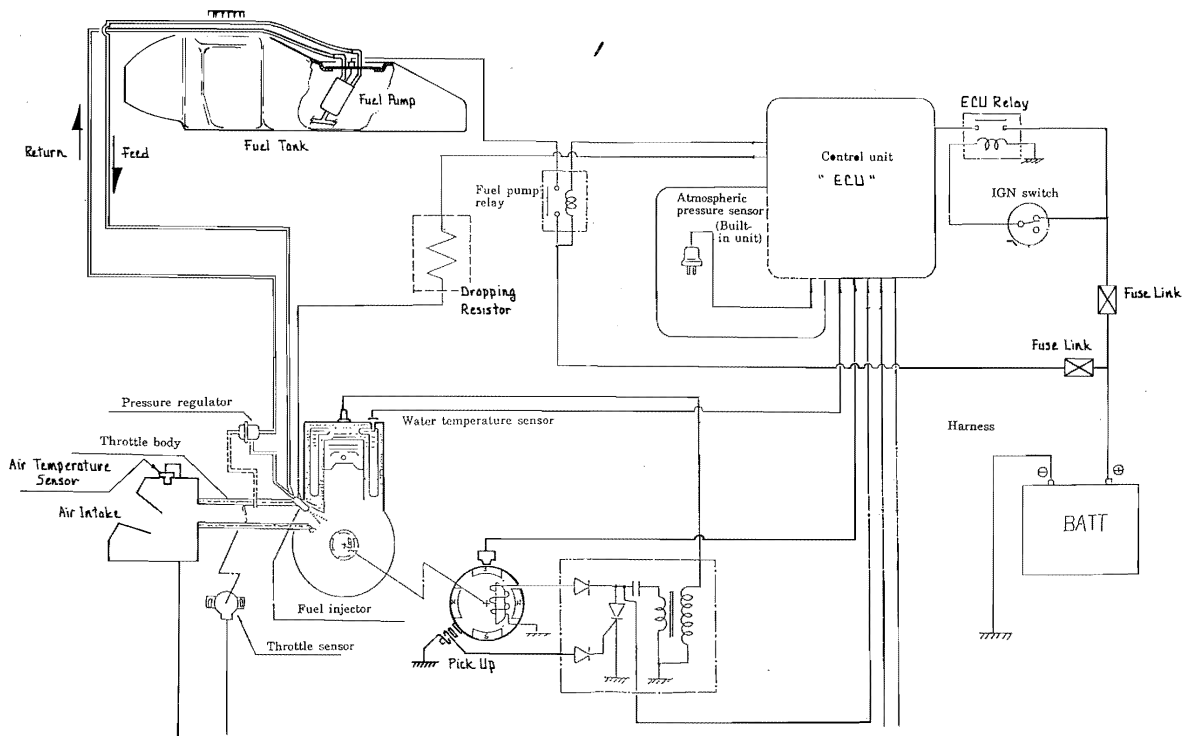 ECU Relay
Fuel Pump
Fuel Tank
Return
Feed
Control unit
" ECU "
Fuel pump
relay
Atmospheric
pressure sensor
(Built-
in unit)
IGN switch
Dropping
Resistor
Fuse Link
Fuse Link
Pressure regulator
Water temperature sensor
Harness
Throttle body
Air Temperature
Sensor
Air Intake
⊖
⊕
BATT
Fuel injector
Throttle sensor
Pick Up